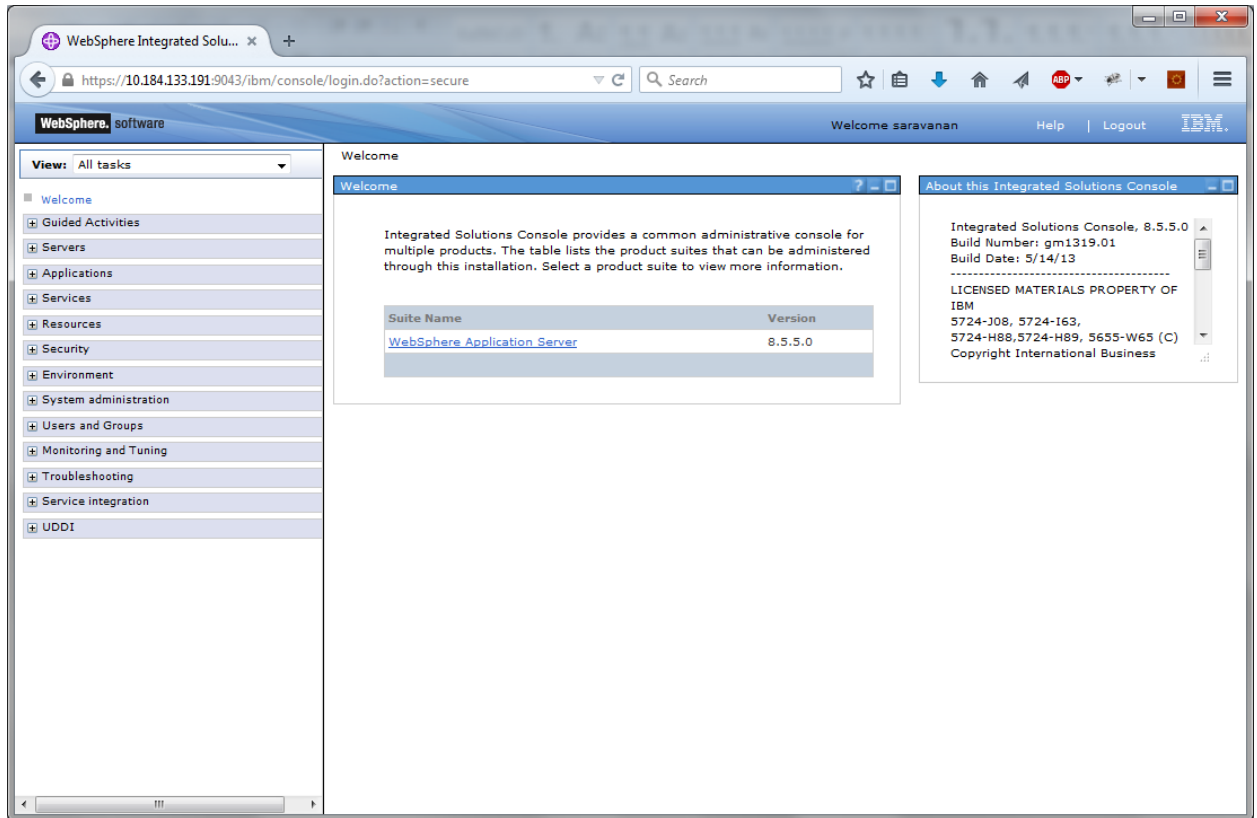 WebSphere Integrated Solu...
https://10.184.133.191:9043/ibm/console/login.do?action=secure
Search
ABP
WebSphere. software
Welcome saravanan
Help | Logout
IBM.
View: All tasks
Welcome
Guided Activities
Servers
Applications
Services
Resources
Security
Environment
System administration
Users and Groups
Monitoring and Tuning
Troubleshooting
Service integration
UDDI
Welcome
Welcome
Integrated Solutions Console provides a common administrative console for
multiple products. The table lists the product suites that can be administered
through this installation. Select a product suite to view more information.
Suite Name Version
WebSphere Application Server 8.5.5.0
About this Integrated Solutions Console
Integrated Solutions Console, 8.5.5.0
Build Number: gm1319.01
Build Date: 5/14/13
---------------------------------------
LICENSED MATERIALS PROPERTY OF
IBM
5724-J08, 5724-I63,
5724-H88,5724-H89, 5655-W65 (C)
Copyright International Business